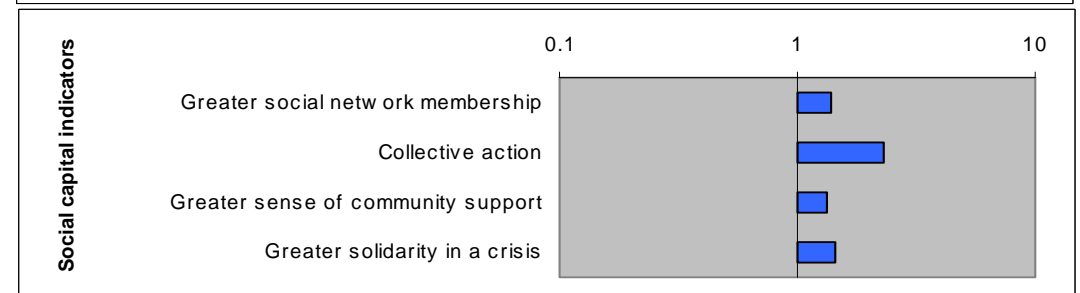 Social capital indicators
0.1 1 10
Greater social netw ork membership
Collective action
Greater sense of community support
Greater solidarity in a crisis